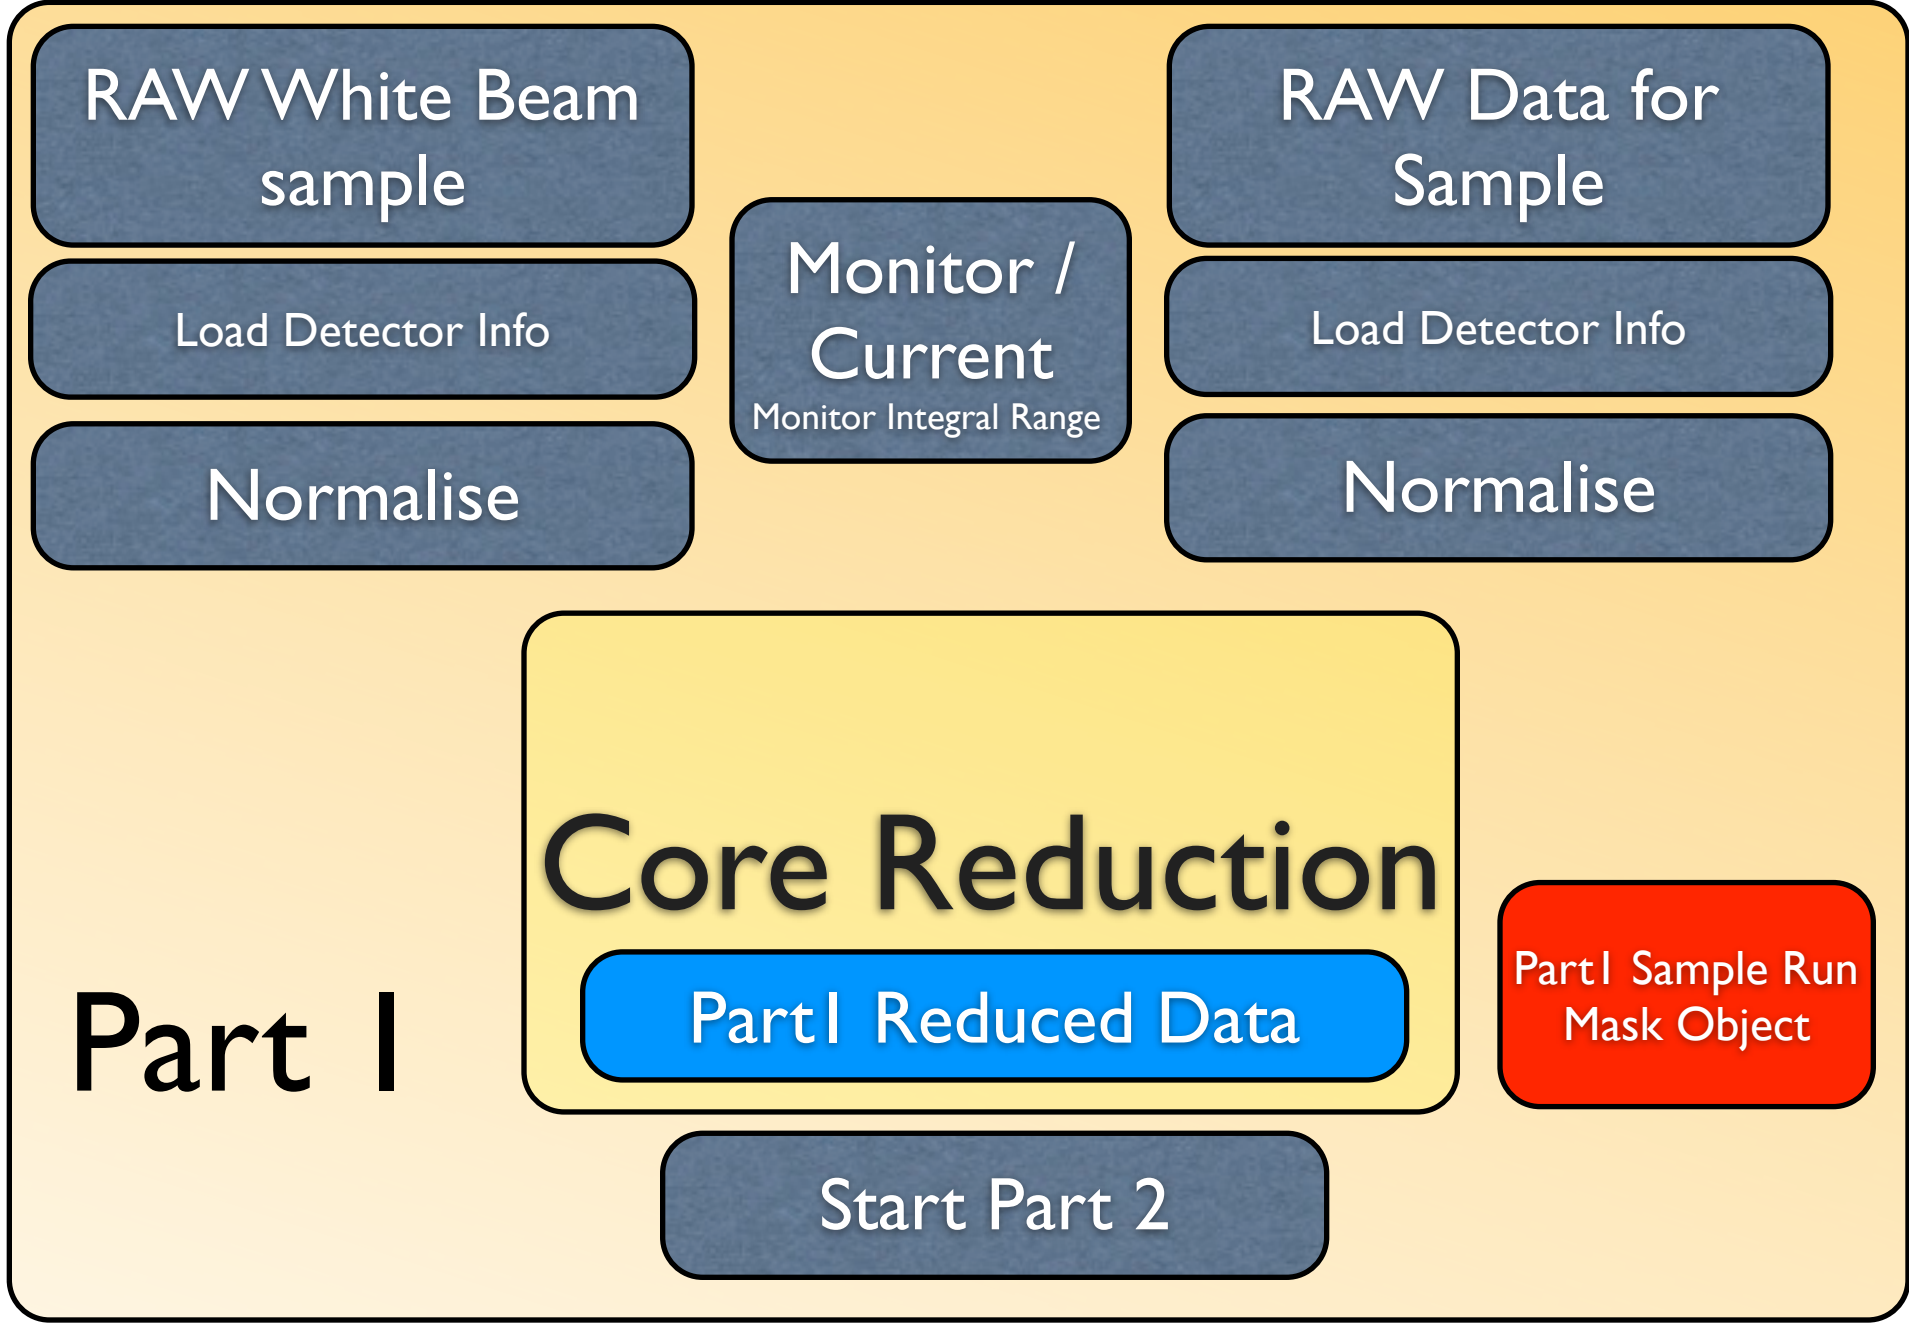 RAW White Beam
sample
Load Detector Info
Normalise
Monitor /
Current
Monitor Integral Range
RAW Data for
Sample
Load Detector Info
Normalise
Core Reduction
Part1 Reduced Data
Part1 Sample Run
Mask Object
Part 1
Start Part 2